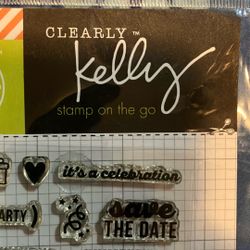 CLEARLY™
Kelly
stamp on the go
it's a celebration
ARTY
save
THE DATE